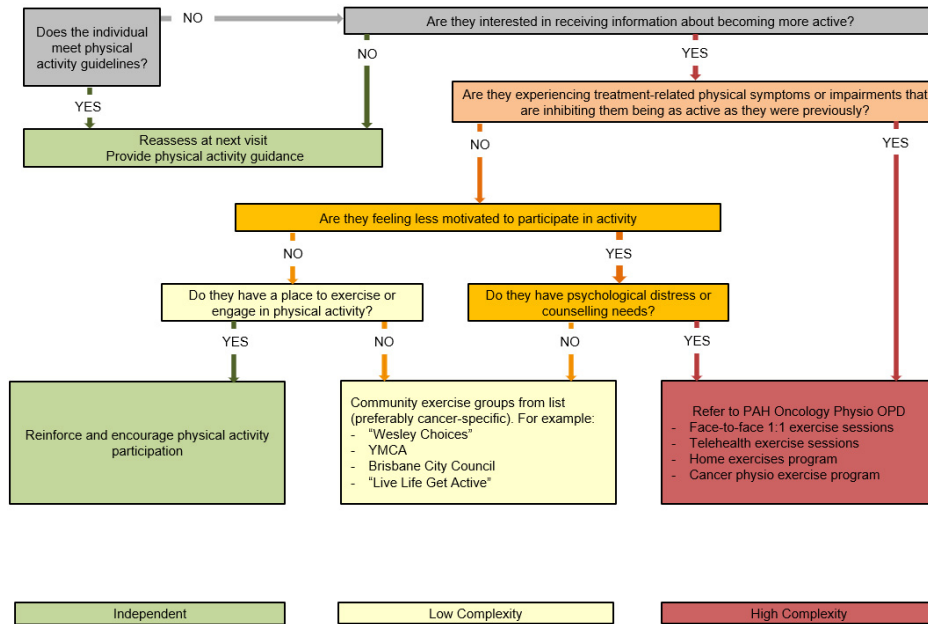 NO
Are they interested in receiving information about becoming more active?
Does the individual
meet physical
activity guidelines?
NO
YES
Are they experiencing treatment-related physical symptoms or impairments that
are inhibiting them being as active as they were previously?
YES
Reassess at next visit
Provide physical activity guidance
NO
YES
Are they feeling less motivated to participate in activity
NO
YES
Do they have a place to exercise or
engage in physical activity?
Do they have psychological distress or
counselling needs?
YES
NO
NO
YES
Reinforce and encourage physical activity
participation
Community exercise groups from list
(preferably cancer-specific). For example:
- “Wesley Choices”
- YMCA
- Brisbane City Council
- “Live Life Get Active”
Refer to PAH Oncology Physio OPD
- Face-to-face 1:1 exercise sessions
- Telehealth exercise sessions
- Home exercises program
- Cancer physio exercise program
Independent
Low Complexity
High Complexity